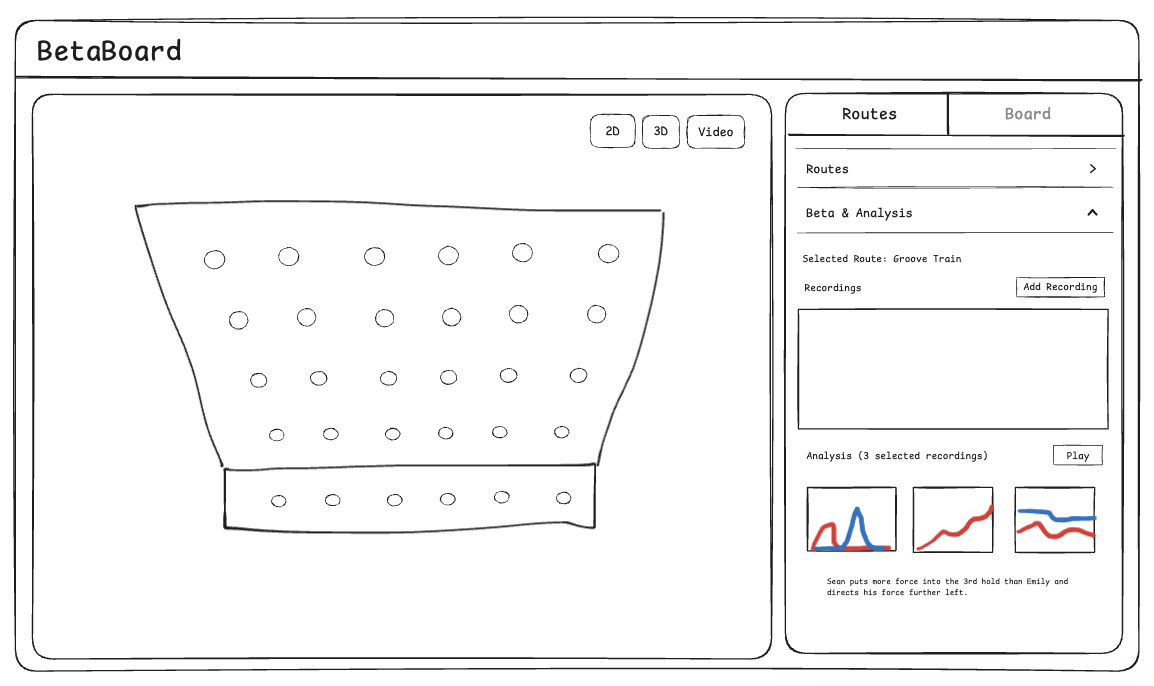 BetaBoard
2D
3D
Video
Routes
Board
Routes
Beta & Analysis
Selected Route: Groove Train
Recordings
Add Recording
Analysis (3 selected recordings)
Play
Sean puts more force into the 3rd hold than Emily and
directs his force further left.